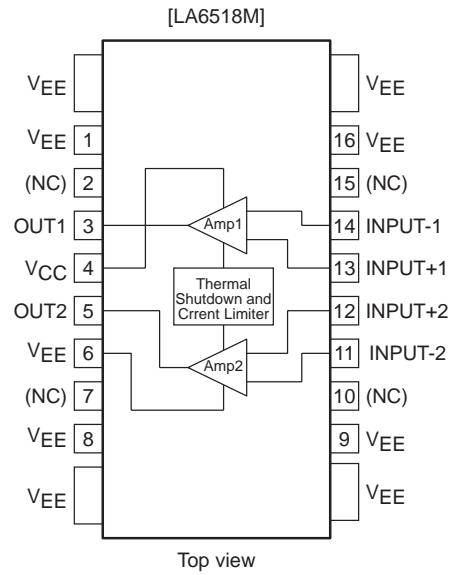 [LA6518M]
VEE VEE
VEE 1 16 VEE
(NC) 2 15 (NC)
OUT1 3 Amp1 14 INPUT-1
VCC 4 13 INPUT+1
Thermal
Shutdown and
Crrent Limiter
OUT2 5 12 INPUT+2
VEE 6 Amp2 11 INPUT-2
(NC) 7 10 (NC)
VEE 8 9 VEE
VEE VEE
Top view